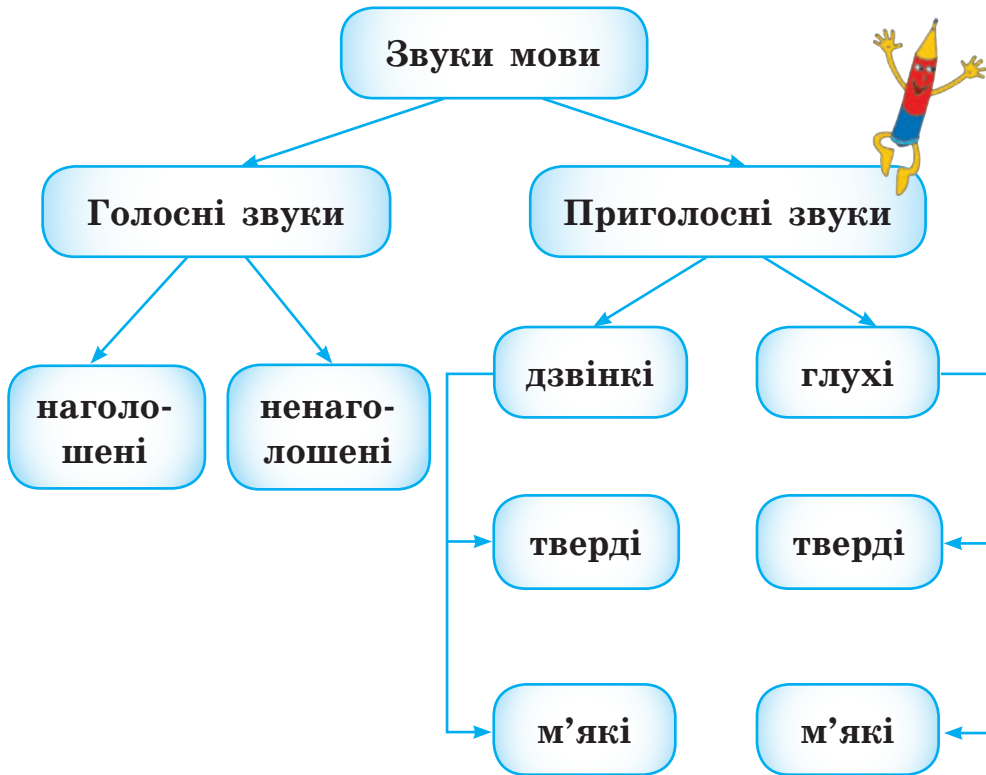 Звуки мови
Голосні звуки
Приголосні звуки
наголо-
шені
ненаго-
лошені
дзвінкі
глухі
тверді
тверді
м’які
м’які